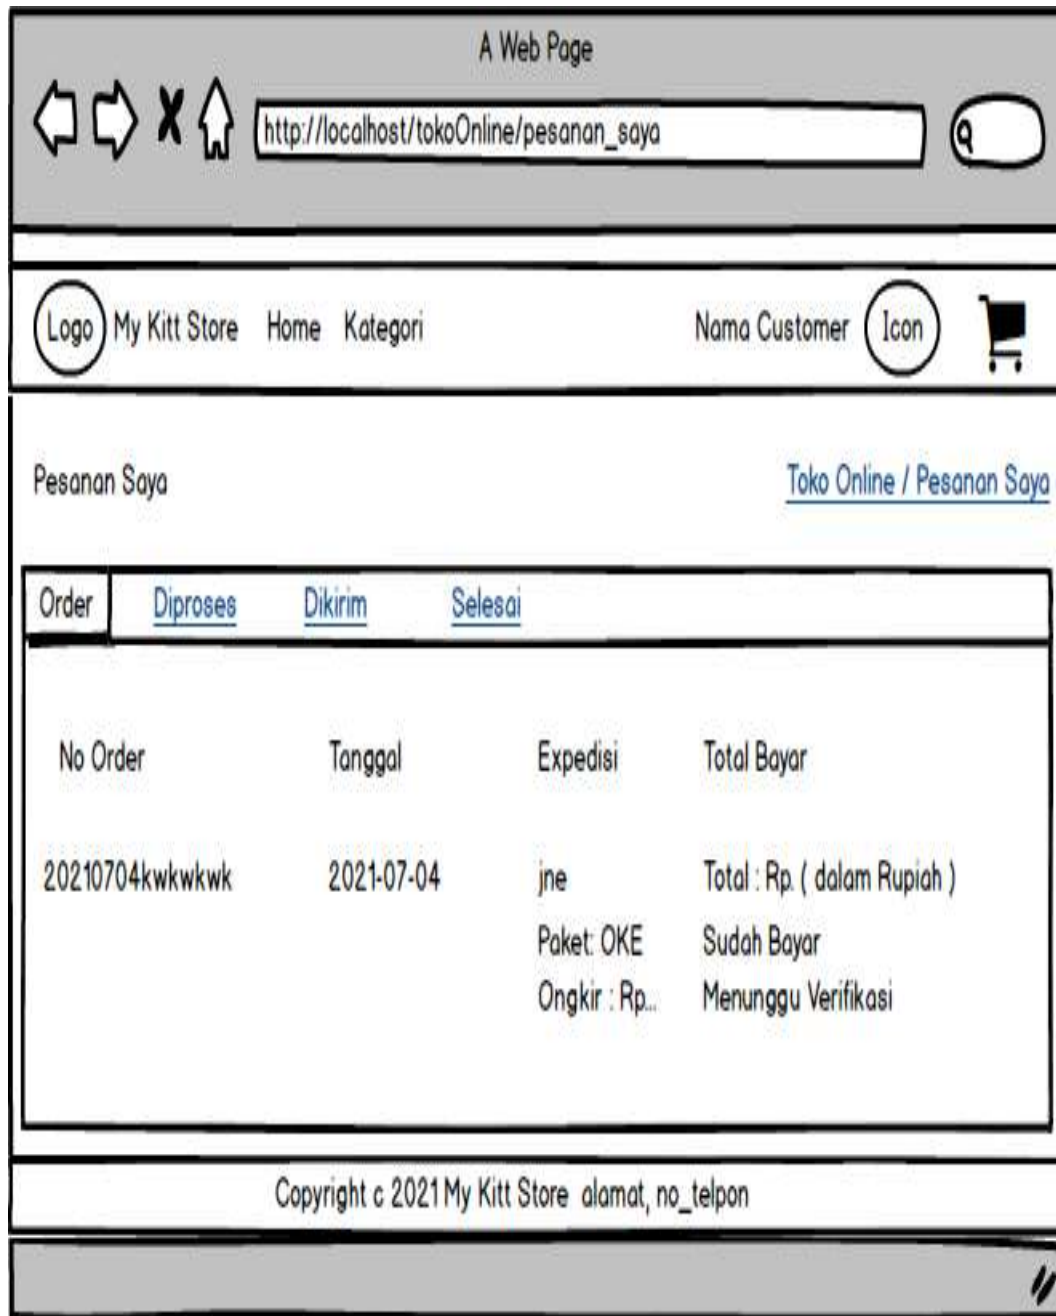 A Web Page
http://localhost/tokoOnline/pesanan_saya
Logo My Kitt Store Home Kategori Nama Customer Icon
Pesanan Saya Toko Online / Pesanan Saya
Order Diproses Dikirim Selesai
No Order Tanggal Expedisi Total Bayar
20210704kwkwkwk 2021-07-04 jne Total : Rp. ( dalam Rupiah )
Paket: OKE Sudah Bayar
Ongkir : Rp... Menunggu Verifikasi
Copyright c 2021 My Kitt Store alamat, no_telpon